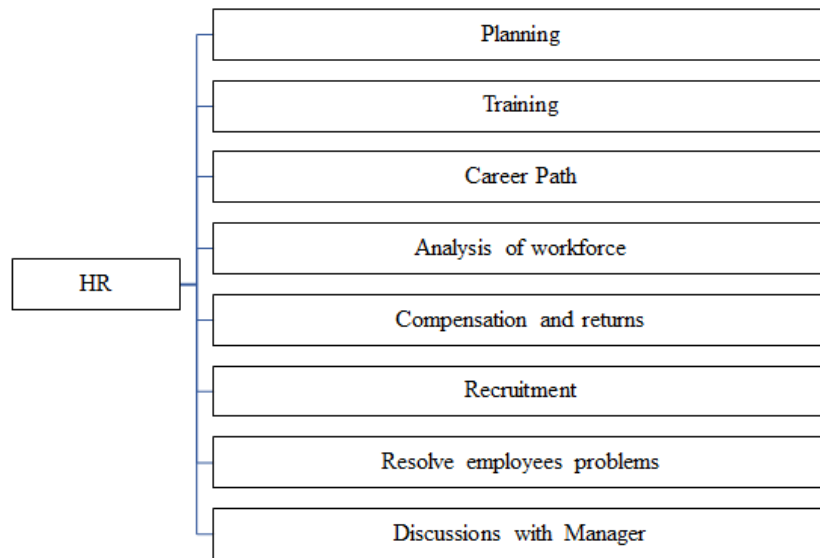 Planning
Training
Career Path
Analysis of workforce
HR
Compensation and returns
Recruitment
Resolve employees problems
Discussions with Manager